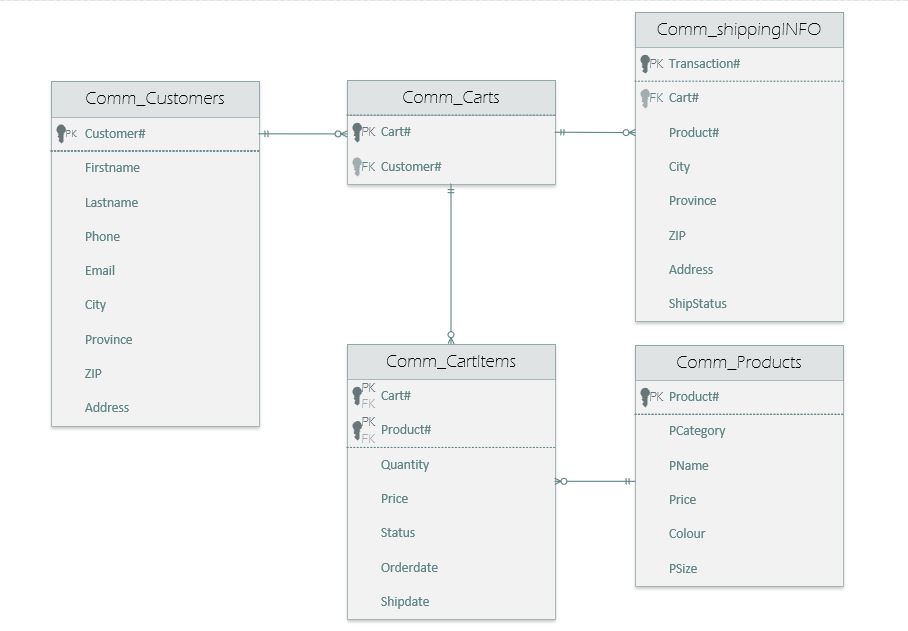 Comm_Customers
PK Customer#
Firstname
Lastname
Phone
Email
City
Province
ZIP
Address
Comm_Carts
PK Cart#
FK Customer#
Comm_shippingINFO
PK Transaction#
FK Cart#
Product#
City
Province
ZIP
Address
ShipStatus
Comm_CartItems
PK
FK Cart#
PK
FK Product#
Quantity
Price
Status
Orderdate
Shipdate
Comm_Products
PK Product#
PCategory
PName
Price
Colour
PSize